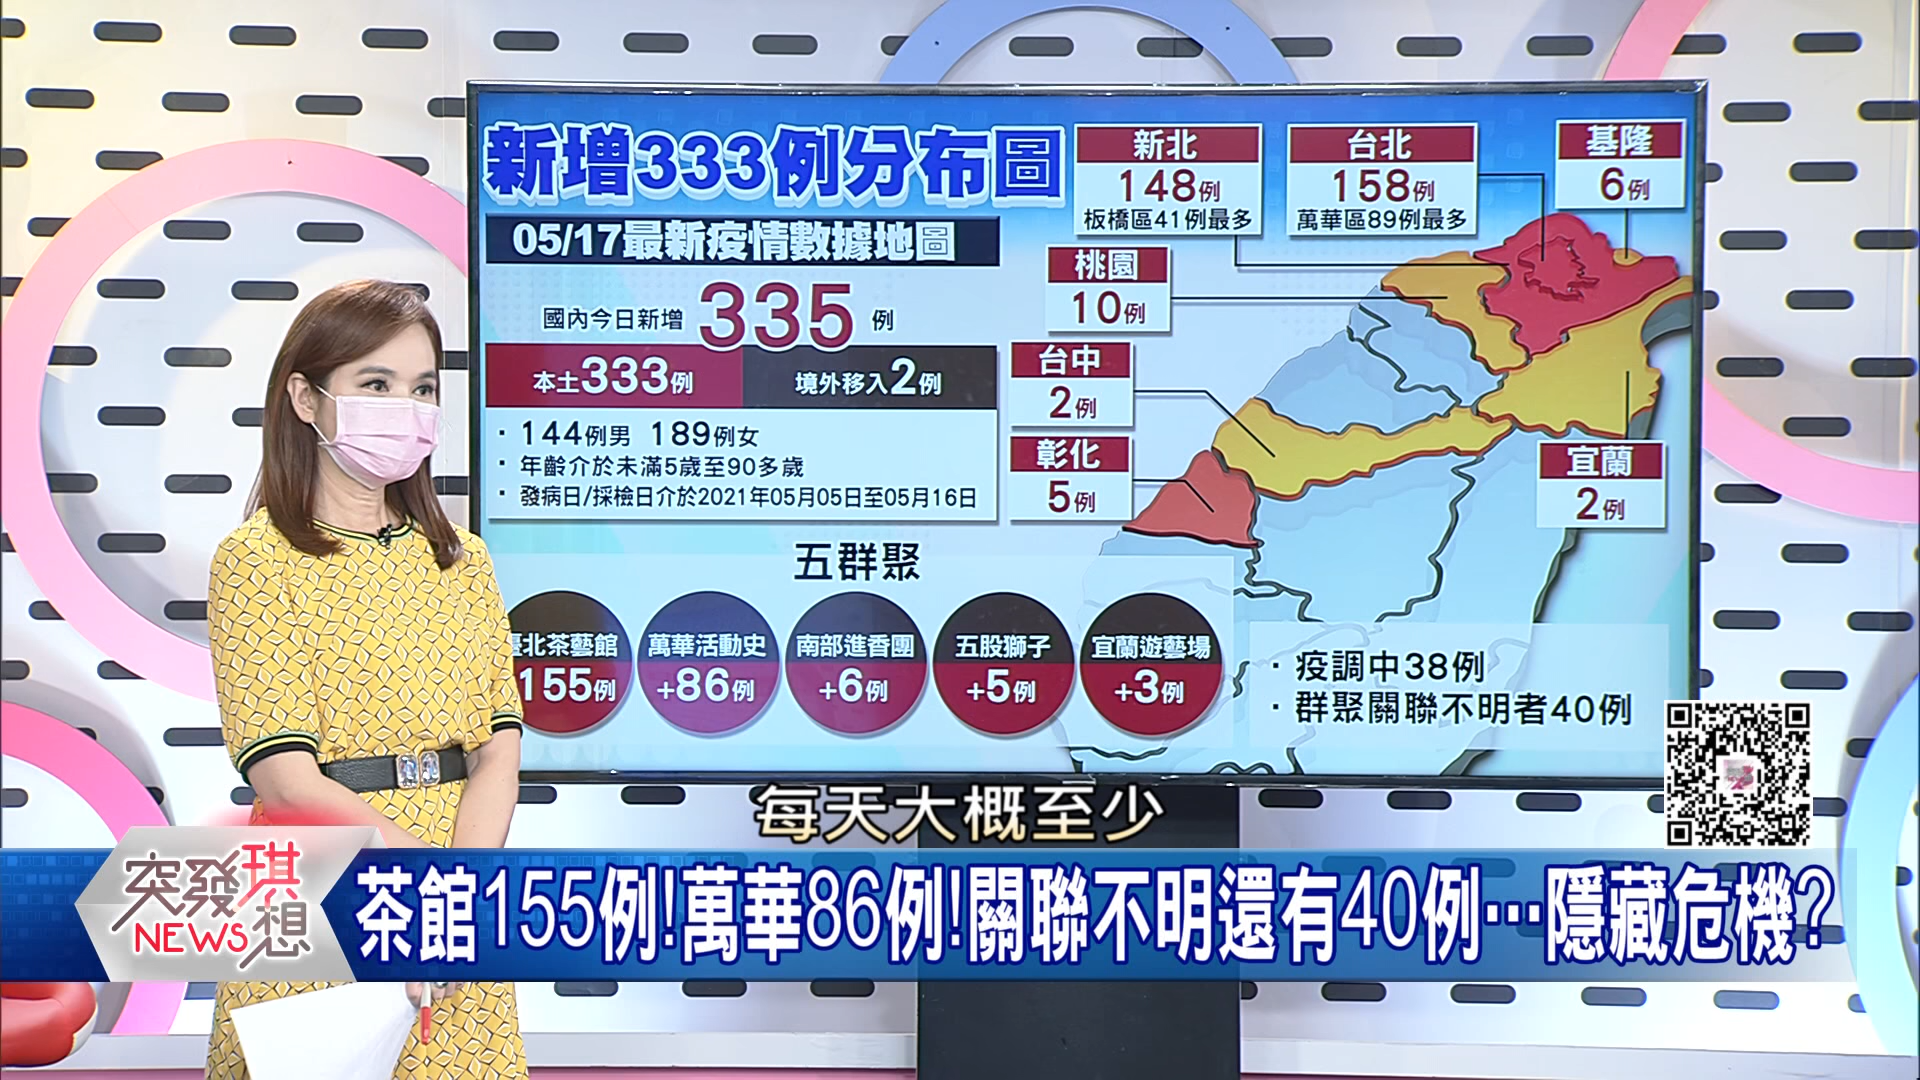 新增333例分布圖
05/17最新疫情數據地圖
國內今日新增 335 例
本土333例
境外移入2例
· 144例男 189例女
· 年齡介於未滿5歲至90多歲
· 發病日/採檢日介於2021年05月05日至05月16日
新北
148例
板橋區41例最多
台北
158例
萬華區89例最多
基隆
6例
桃園
10例
台中
2例
彰化
5例
宜蘭
2例
五群聚
臺北茶藝館
155例
萬華活動史
+86例
南部進香團
+6例
五股獅子
+5例
宜蘭遊藝場
+3例
· 疫調中38例
· 群聚關聯不明者40例
每天大概至少
突發琪想
NEWS
茶館155例!萬華86例!關聯不明還有40例…隱藏危機?